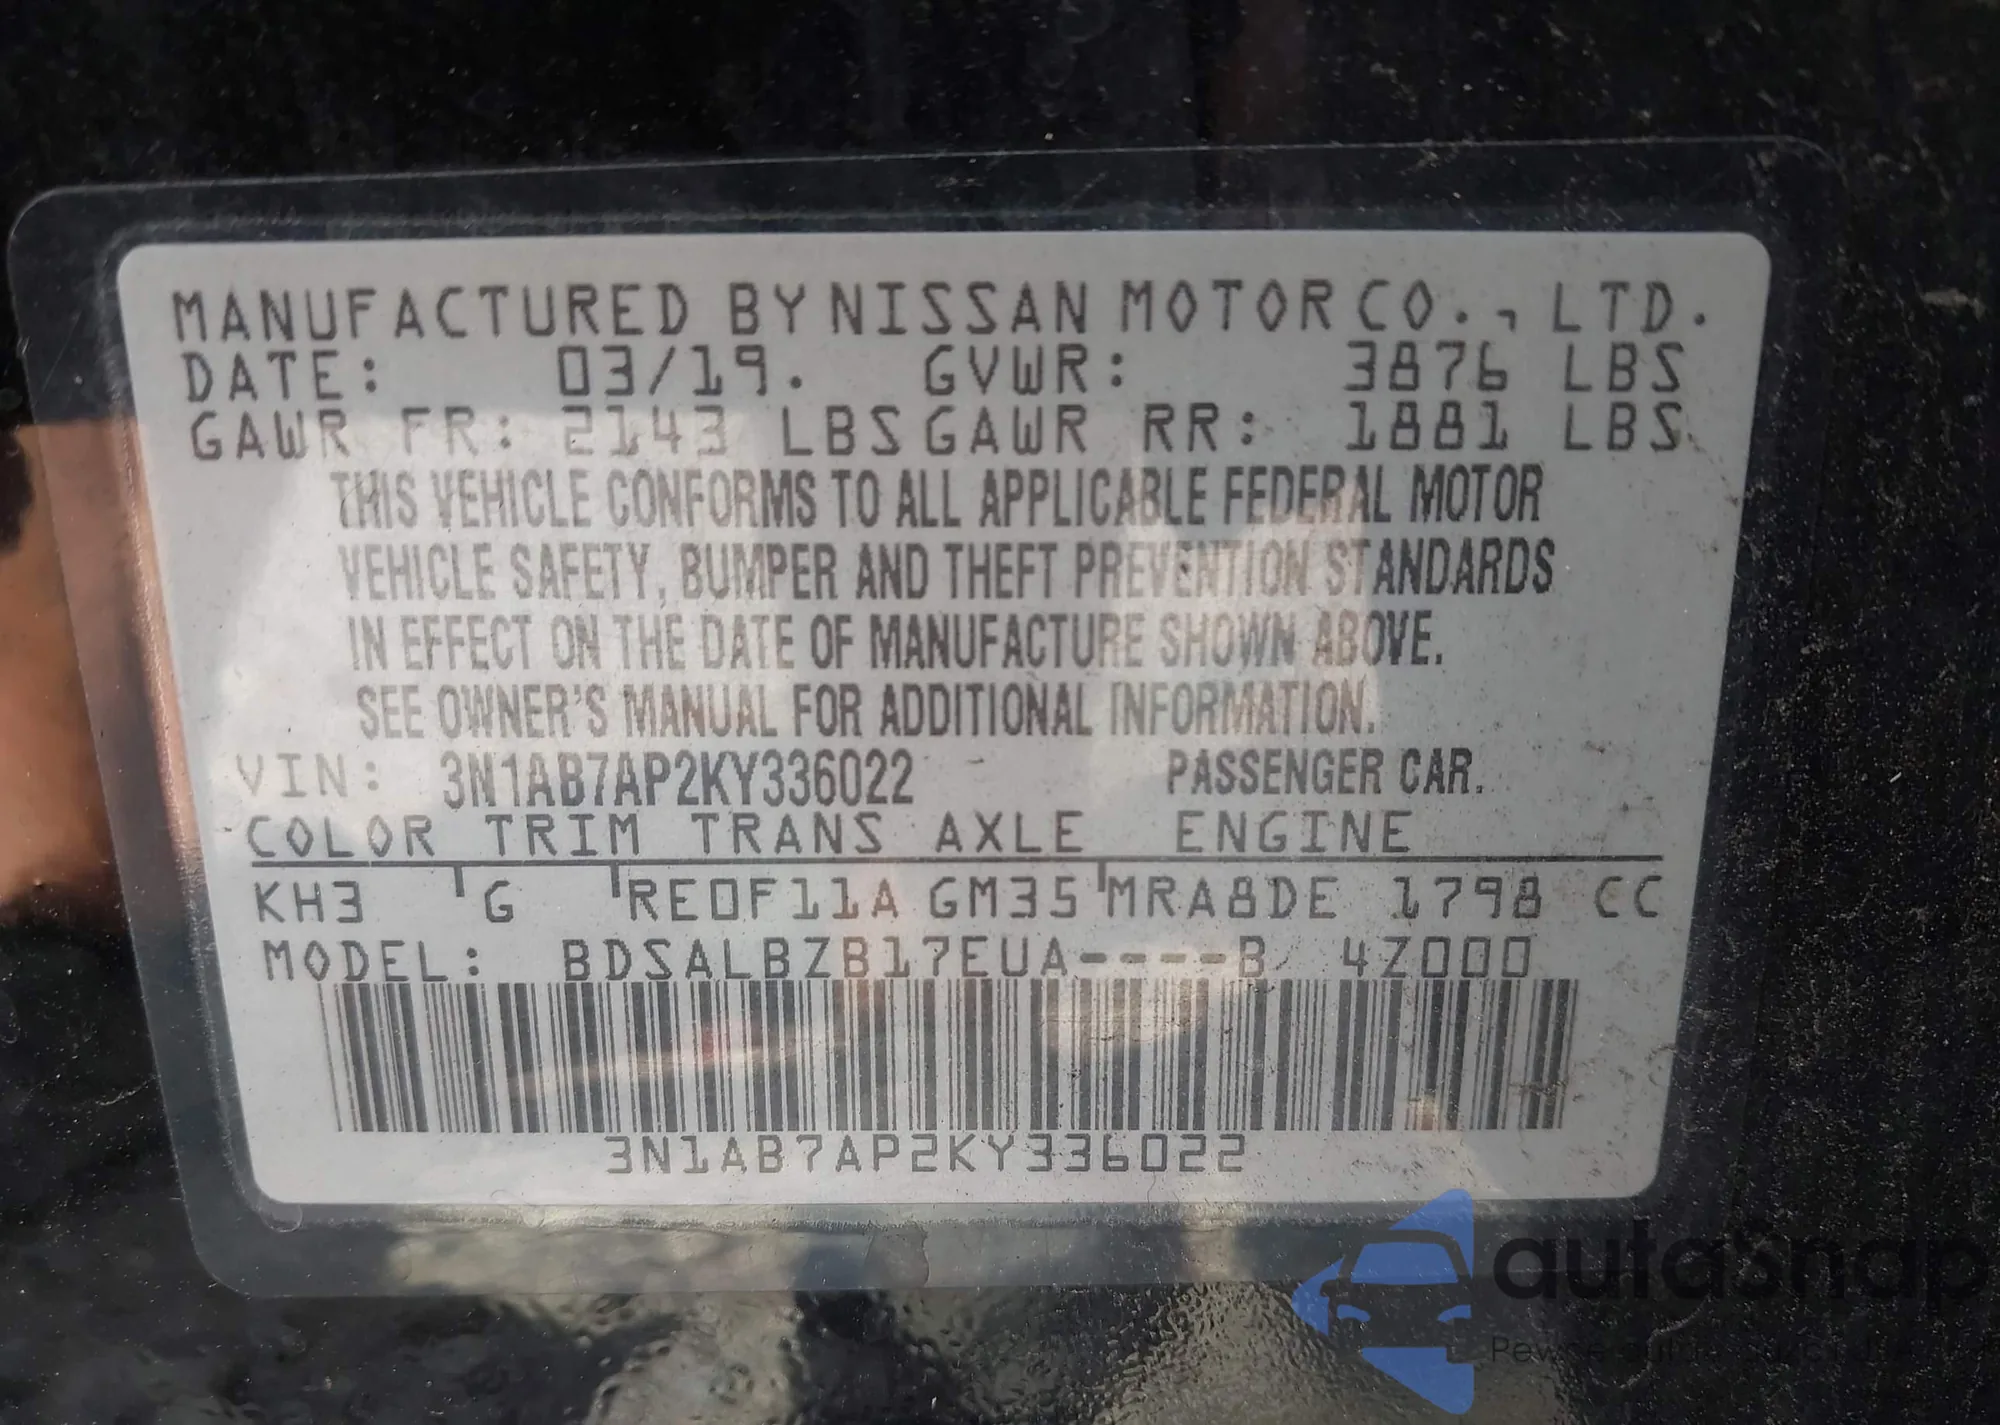 MANUFACTURED BY NISSAN MOTOR CO., LTD.
DATE: 03/19. GVWR: 3876 LBS
GAWR FR: 2143 LBS GAWR RR: 1881 LBS
THIS VEHICLE CONFORMS TO ALL APPLICABLE FEDERAL MOTOR
VEHICLE SAFETY, BUMPER AND THEFT PREVENTION STANDARDS
IN EFFECT ON THE DATE OF MANUFACTURE SHOWN ABOVE.
SEE OWNER'S MANUAL FOR ADDITIONAL INFORMATION.
VIN: 3N1AB7AP2KY336022 PASSENGER CAR.
COLOR TRIM TRANS AXLE ENGINE
KH3 G RE0F11A GM35 MRA8DE 1798 CC
MODEL: BDSALBZB17EUA----B 4Z000
3N1AB7AP2KY336022
autaSnap